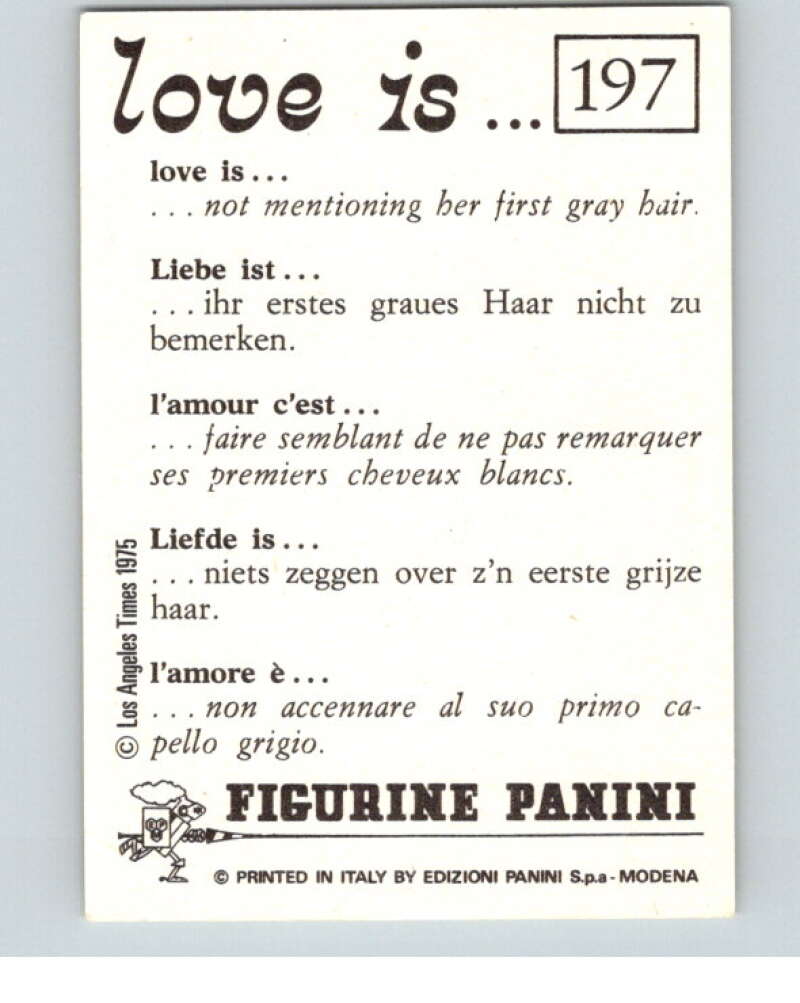 love is ... 197
love is...
... not mentioning her first gray hair.
Liebe ist...
... ihr erstes graues Haar nicht zu
bemerken.
l'amour c'est...
... faire semblant de ne pas remarquer
ses premiers cheveux blancs.
Liefde is...
... niets zeggen over z'n eerste grijze
haar.
l'amore è...
... non accennare al suo primo ca-
pello grigio.
© Los Angeles Times 1975
FIGURINE PANINI
© PRINTED IN ITALY BY EDIZIONI PANINI S.p.a - MODENA